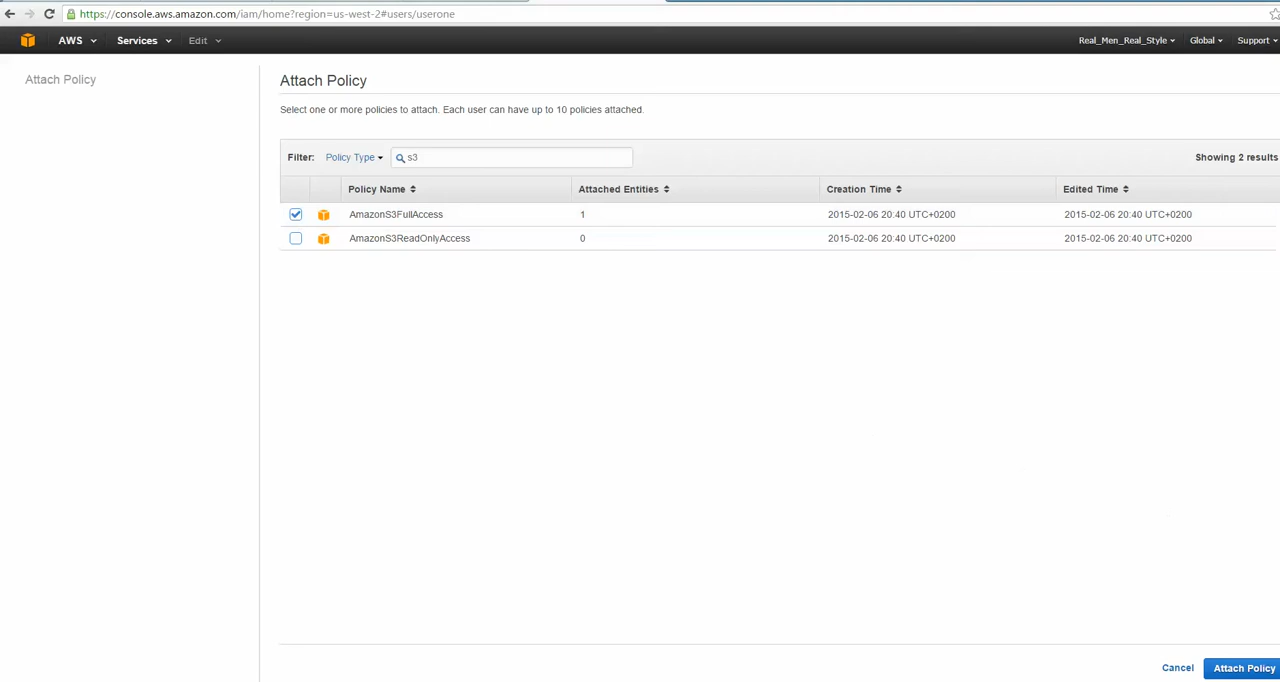 https://console.aws.amazon.com/iam/home?region=us-west-2#users/userone
AWS Services Edit Real_Men_Real_Style Global Support
Attach Policy
Attach Policy
Select one or more policies to attach. Each user can have up to 10 policies attached.
Filter: Policy Type s3 Showing 2 results
Policy Name Attached Entities Creation Time Edited Time
AmazonS3FullAccess 1 2015-02-06 20:40 UTC+0200 2015-02-06 20:40 UTC+0200
AmazonS3ReadOnlyAccess 0 2015-02-06 20:40 UTC+0200 2015-02-06 20:40 UTC+0200
Cancel Attach Policy